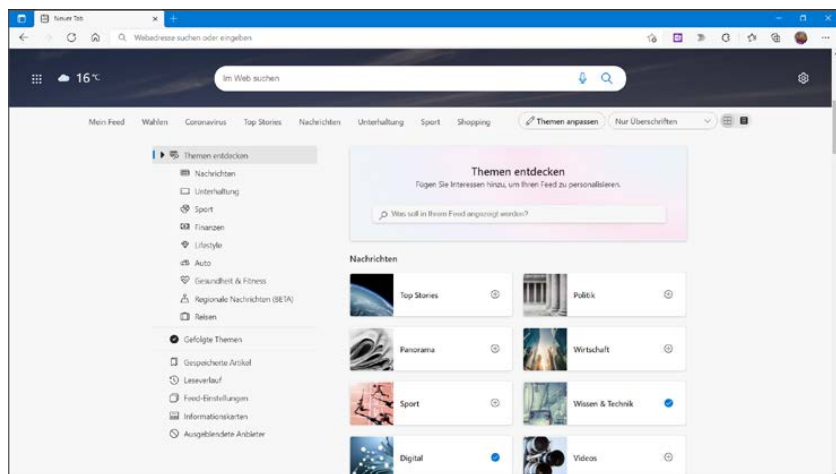 Neuer Tab
Webadresse suchen oder eingeben
16 °C
Im Web suchen
Mein Feed Wahlen Coronavirus Top Stories Nachrichten Unterhaltung Sport Shopping Themen anpassen Nur Überschriften
Themen entdecken
Nachrichten
Unterhaltung
Sport
Finanzen
Lifestyle
Auto
Gesundheit & Fitness
Regionale Nachrichten (BETA)
Reisen
Gefolgte Themen
Gespeicherte Artikel
Leseverlauf
Feed-Einstellungen
Informationskarten
Ausgeblendete Anbieter
Themen entdecken
Fügen Sie Interessen hinzu, um Ihren Feed zu personalisieren.
Was soll in Ihrem Feed angezeigt werden?
Nachrichten
Top Stories
Politik
Panorama
Wirtschaft
Sport
Wissen & Technik
Digital
Videos